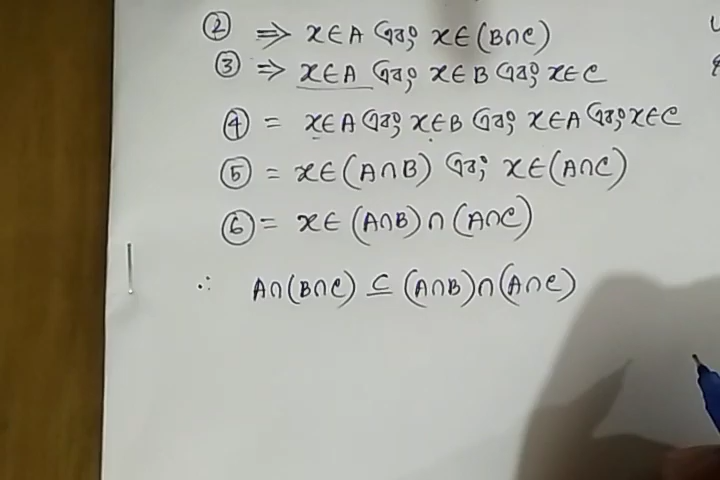 ② ⇒ x∈A এবং x∈(B∩C)
③ ⇒ x∈A এবং x∈B এবং x∈C
④ = x∈A এবং x∈B এবং x∈A এবং x∈C
⑤ = x∈(A∩B) এবং x∈(A∩C)
⑥ = x∈(A∩B)∩(A∩C)
∴ A∩(B∩C) ⊆ (A∩B)∩(A∩C)